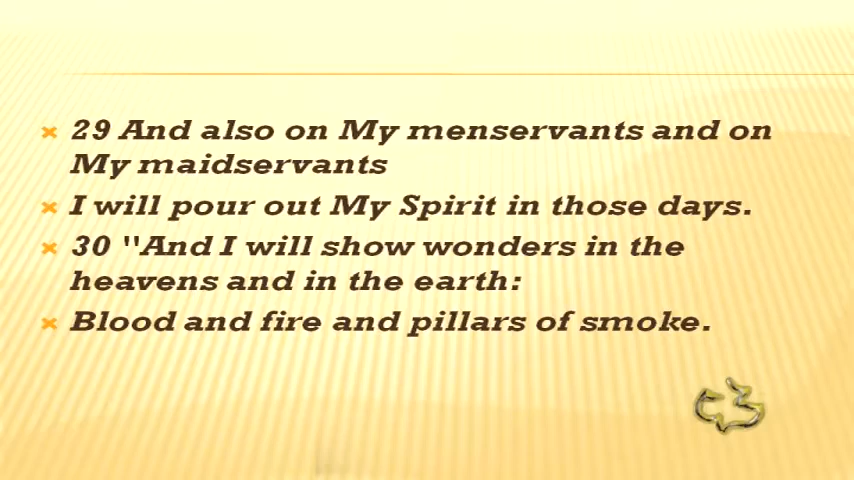 29 And also on My menservants and on
My maidservants
I will pour out My Spirit in those days.
30 "And I will show wonders in the
heavens and in the earth:
Blood and fire and pillars of smoke.
C3